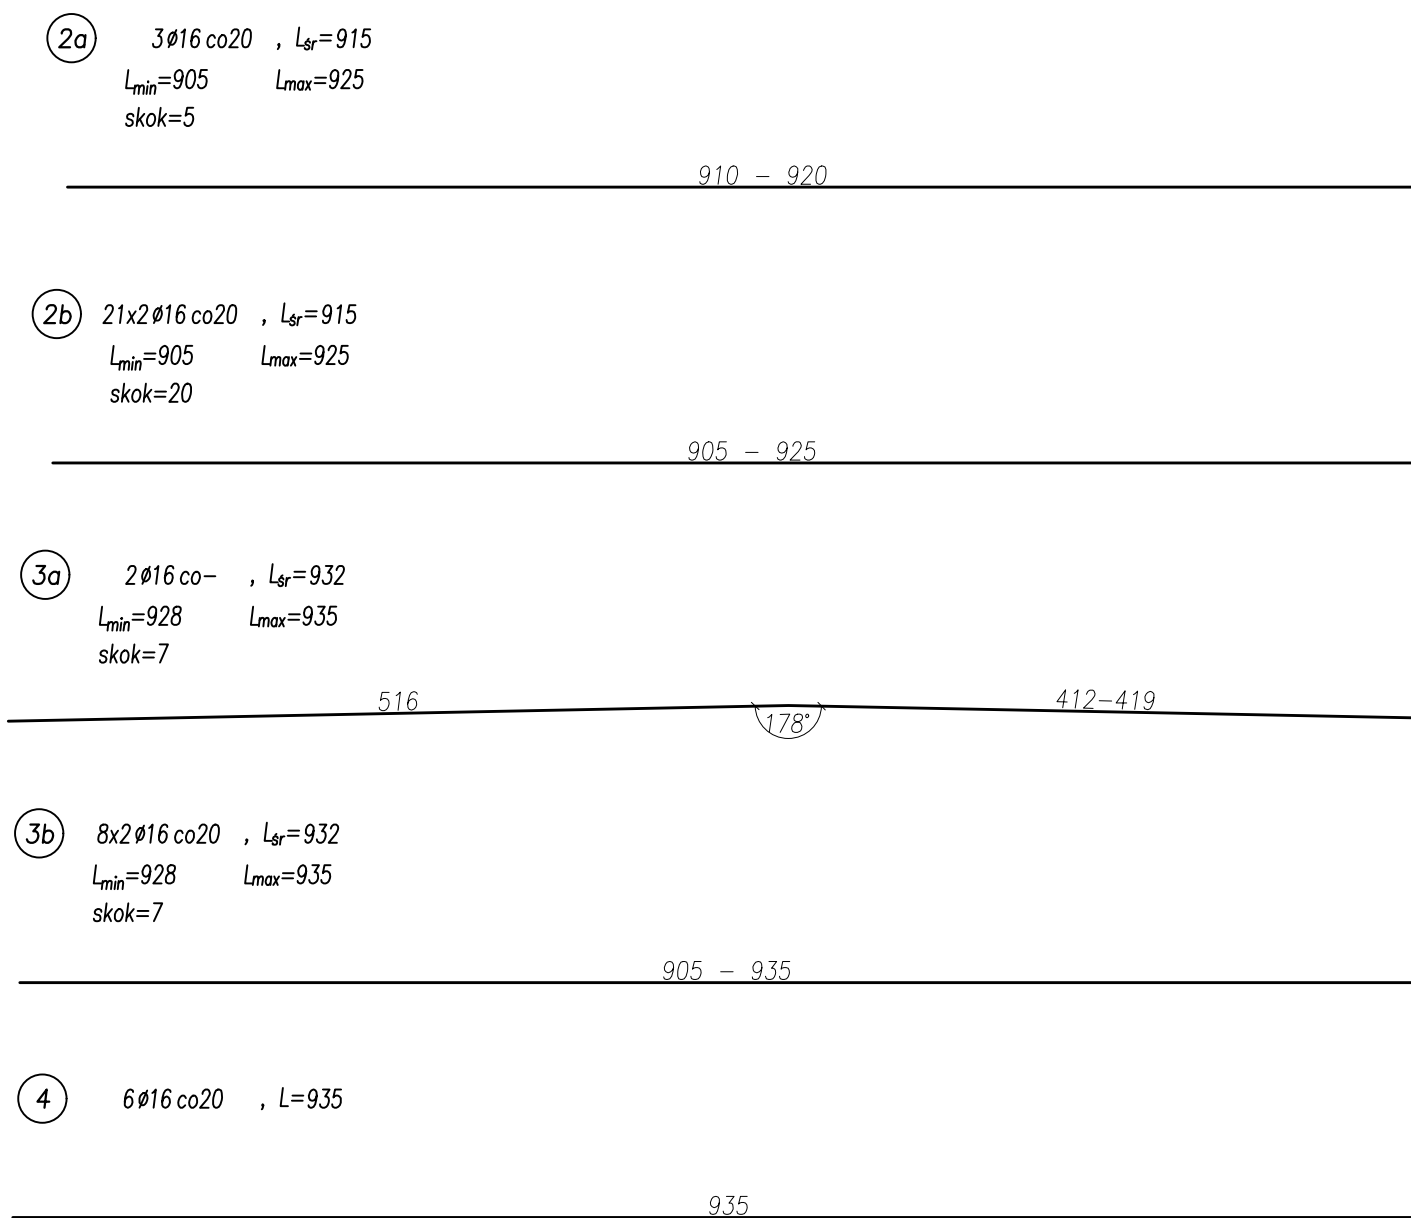 2a 3ø16 co20 , Lśr=915
Lmin=905 Lmax=925
skok=5
910 - 920
2b 21x2ø16 co20 , Lśr=915
Lmin=905 Lmax=925
skok=20
905 - 925
3a 2ø16 co- , Lśr=932
Lmin=928 Lmax=935
skok=7
516 412-419
178°
3b 8x2ø16 co20 , Lśr=932
Lmin=928 Lmax=935
skok=7
905 - 935
4 6ø16 co20 , L=935
935